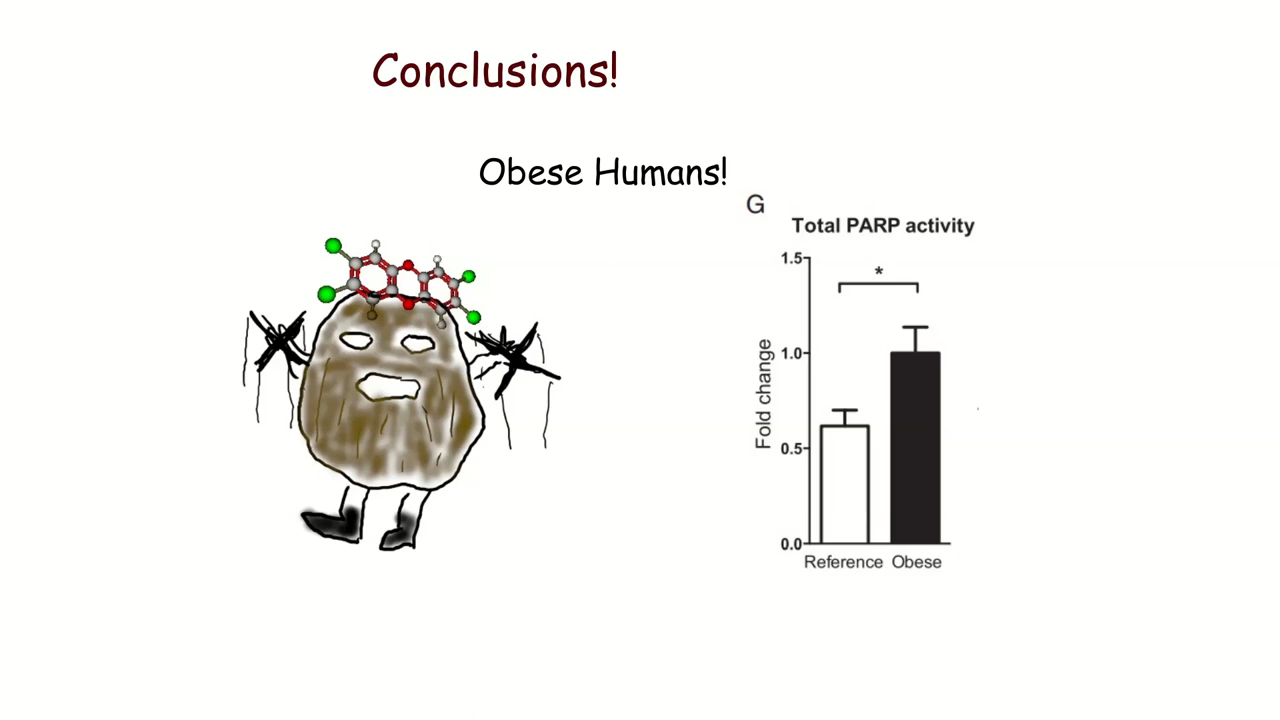 Conclusions!
Obese Humans!
G
Total PARP activity
1.5
*
1.0
Fold change
0.5
0.0
Reference Obese